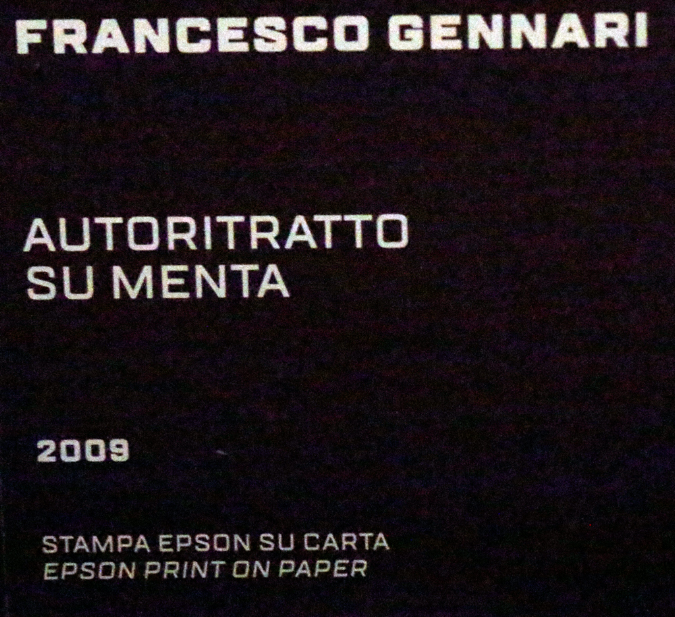 FRANCESCO GENNARI
AUTORITRATTO
SU MENTA
2009
STAMPA EPSON SU CARTA
EPSON PRINT ON PAPER